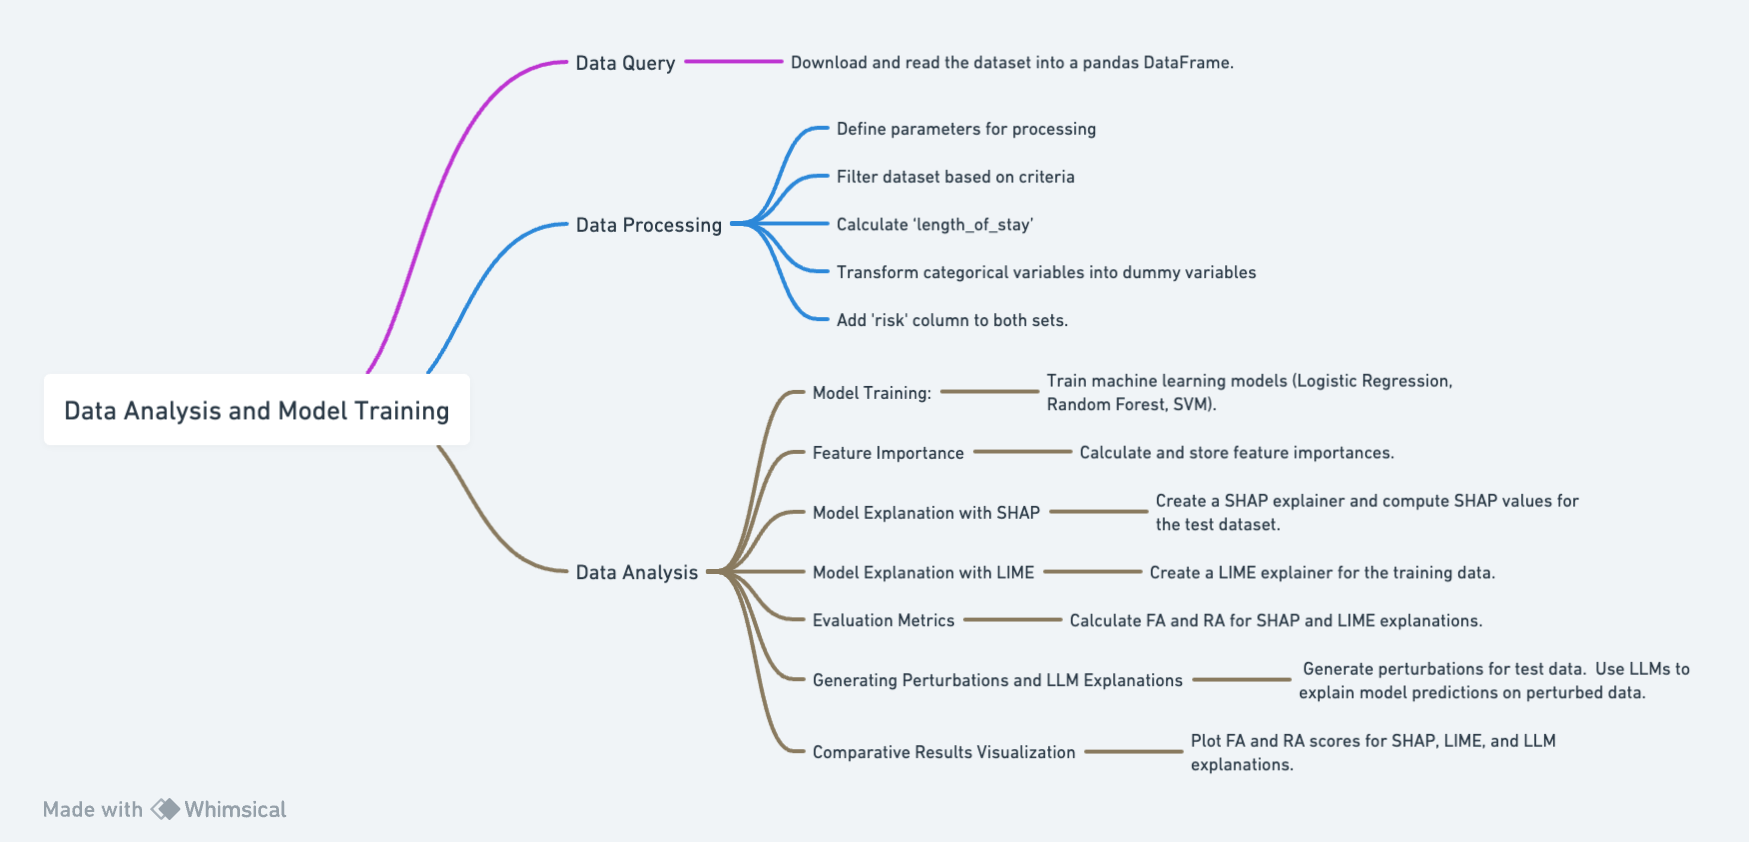 Data Query
Download and read the dataset into a pandas DataFrame.
Data Processing
Define parameters for processing
Filter dataset based on criteria
Calculate ‘length_of_stay’
Transform categorical variables into dummy variables
Add 'risk' column to both sets.
Data Analysis and Model Training
Data Analysis
Model Training:
Train machine learning models (Logistic Regression,
Random Forest, SVM).
Feature Importance
Calculate and store feature importances.
Model Explanation with SHAP
Create a SHAP explainer and compute SHAP values for
the test dataset.
Model Explanation with LIME
Create a LIME explainer for the training data.
Evaluation Metrics
Calculate FA and RA for SHAP and LIME explanations.
Generating Perturbations and LLM Explanations
Generate perturbations for test data.  Use LLMs to
explain model predictions on perturbed data.
Comparative Results Visualization
Plot FA and RA scores for SHAP, LIME, and LLM
explanations.
Made with Whimsical